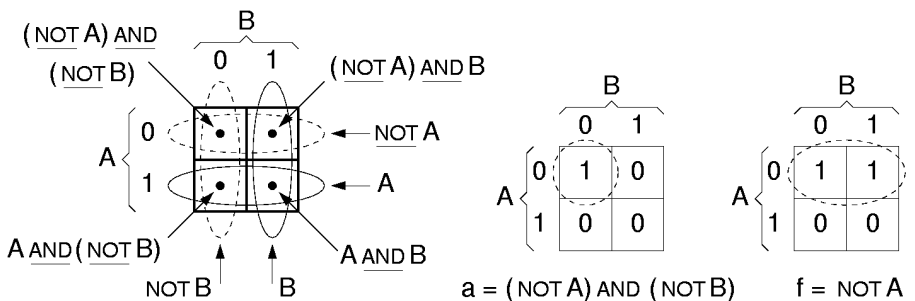 (NOT A) AND
(NOT B)
B
0 1
(NOT A) AND B
A
0
1
NOT A
A
A AND (NOT B)
A AND B
NOT B
B
B
0 1
A
0 1 0
1 0 0
a = (NOT A) AND (NOT B)
B
0 1
A
0 1 1
1 0 0
f = NOT A